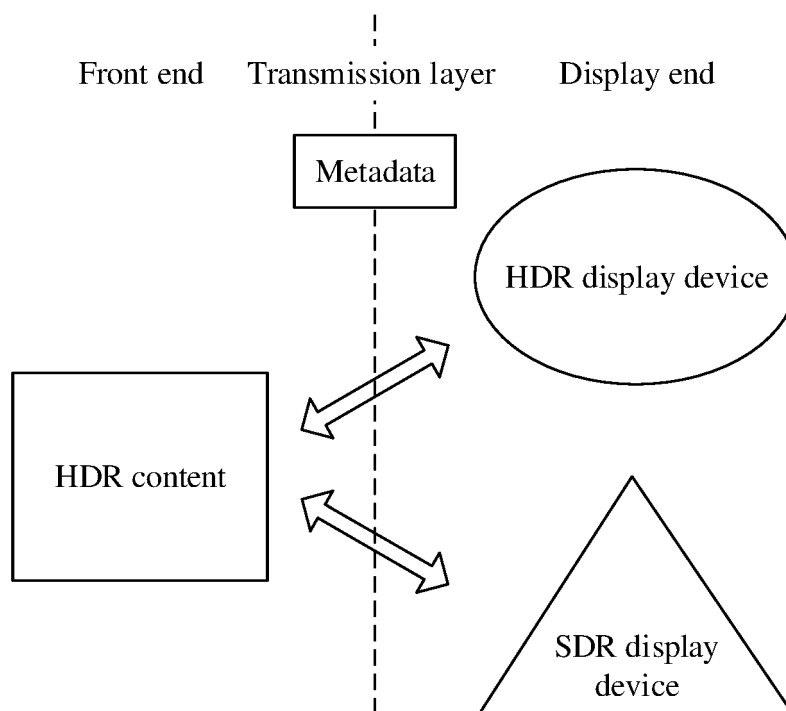 Front end
Transmission layer
Display end
Metadata
HDR display device
HDR content
SDR display
device